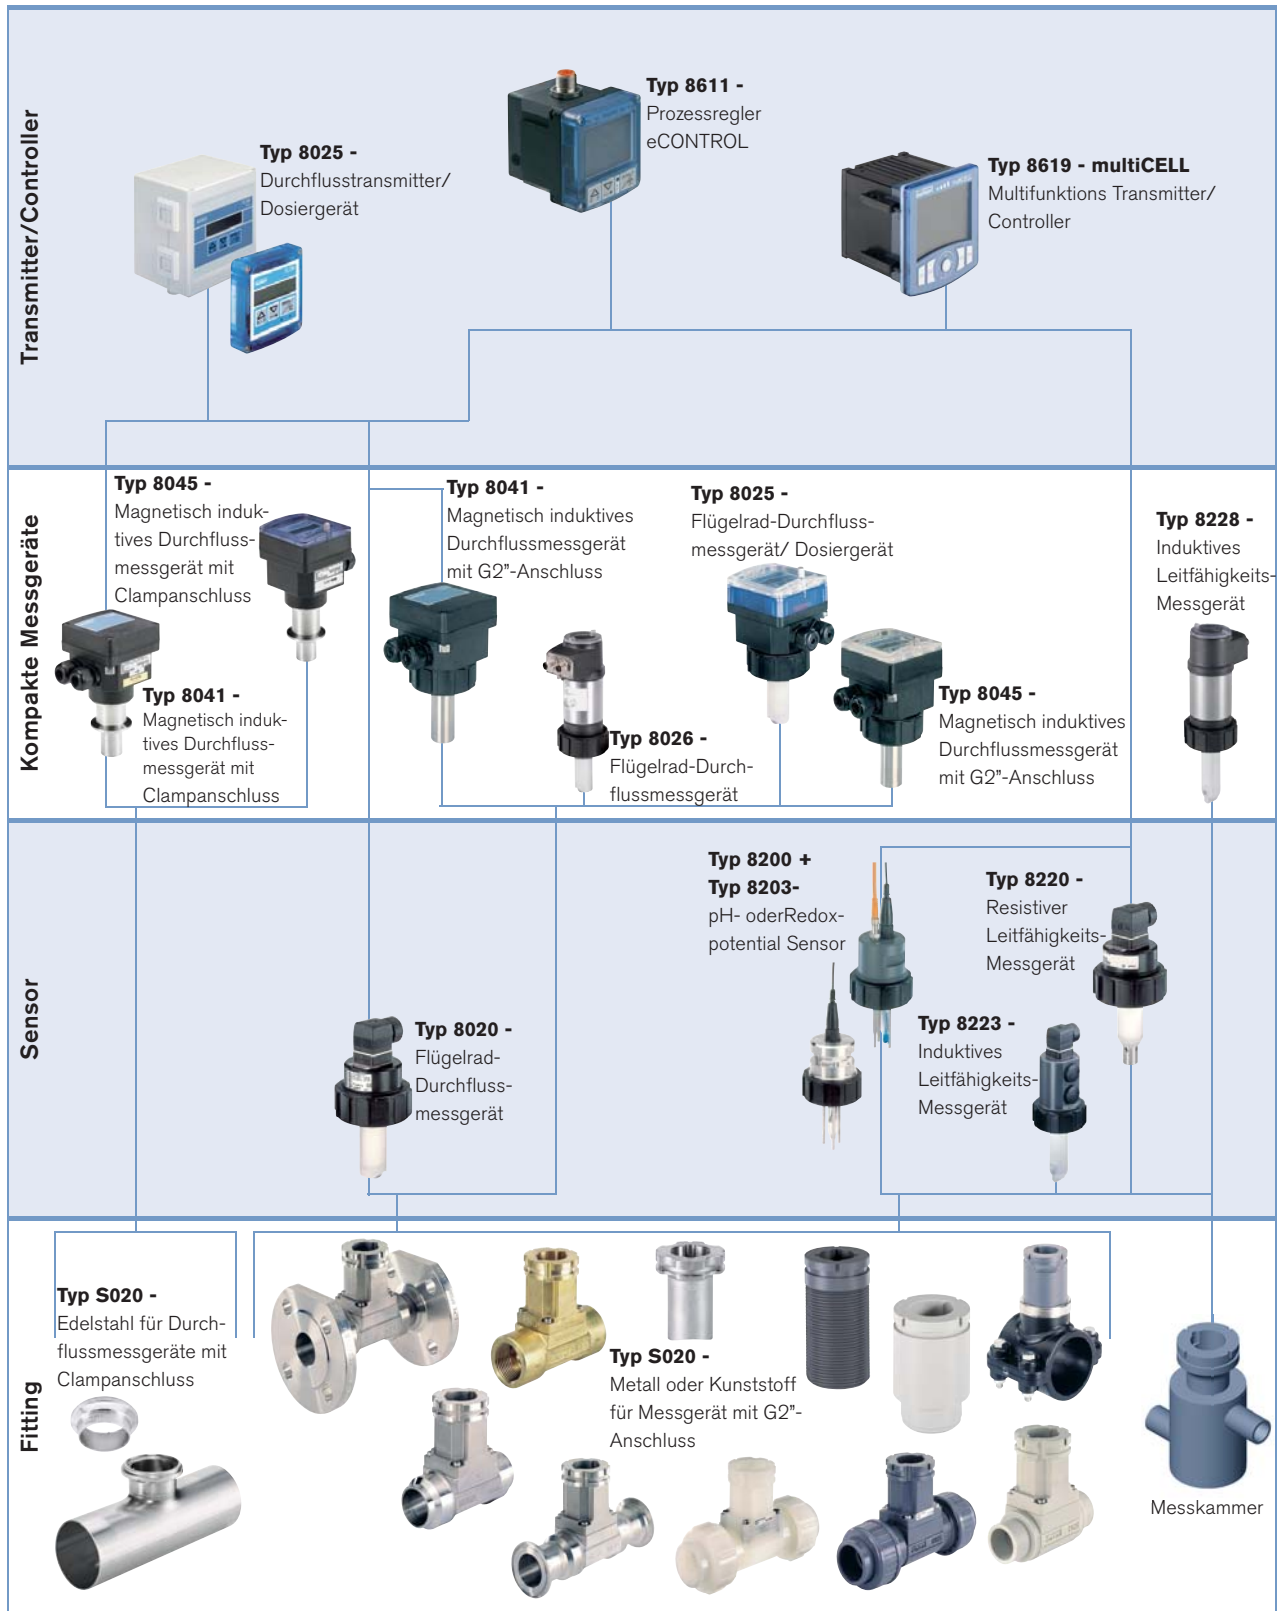 Transmitter/Controller
Typ 8025 -
Durchflusstransmitter/
Dosiergerät
Typ 8611 -
Prozessregler
eCONTROL
Typ 8619 - multiCELL
Multifunktions Transmitter/
Controller
Kompakte Messgeräte
Typ 8045 -
Magnetisch induk-
tives Durchfluss-
messgerät mit
Clampanschluss
Typ 8041 -
Magnetisch induk-
tives Durchfluss-
messgerät mit
Clampanschluss
Typ 8041 -
Magnetisch induktives
Durchflussmessgerät
mit G2”-Anschluss
Typ 8026 -
Flügelrad-Durch-
flussmessgerät
Typ 8025 -
Flügelrad-Durchfluss-
messgerät/ Dosiergerät
Typ 8045 -
Magnetisch induktives
Durchflussmessgerät
mit G2”-Anschluss
Typ 8228 -
Induktives
Leitfähigkeits-
Messgerät
Sensor
Typ 8020 -
Flügelrad-
Durchfluss-
messgerät
Typ 8200 +
Typ 8203-
pH- oderRedox-
potential Sensor
Typ 8220 -
Resistiver
Leitfähigkeits-
Messgerät
Typ 8223 -
Induktives
Leitfähigkeits-
Messgerät
Fitting
Typ S020 -
Edelstahl für Durch-
flussmessgeräte mit
Clampanschluss
Typ S020 -
Metall oder Kunststoff
für Messgerät mit G2”-
Anschluss
Messkammer